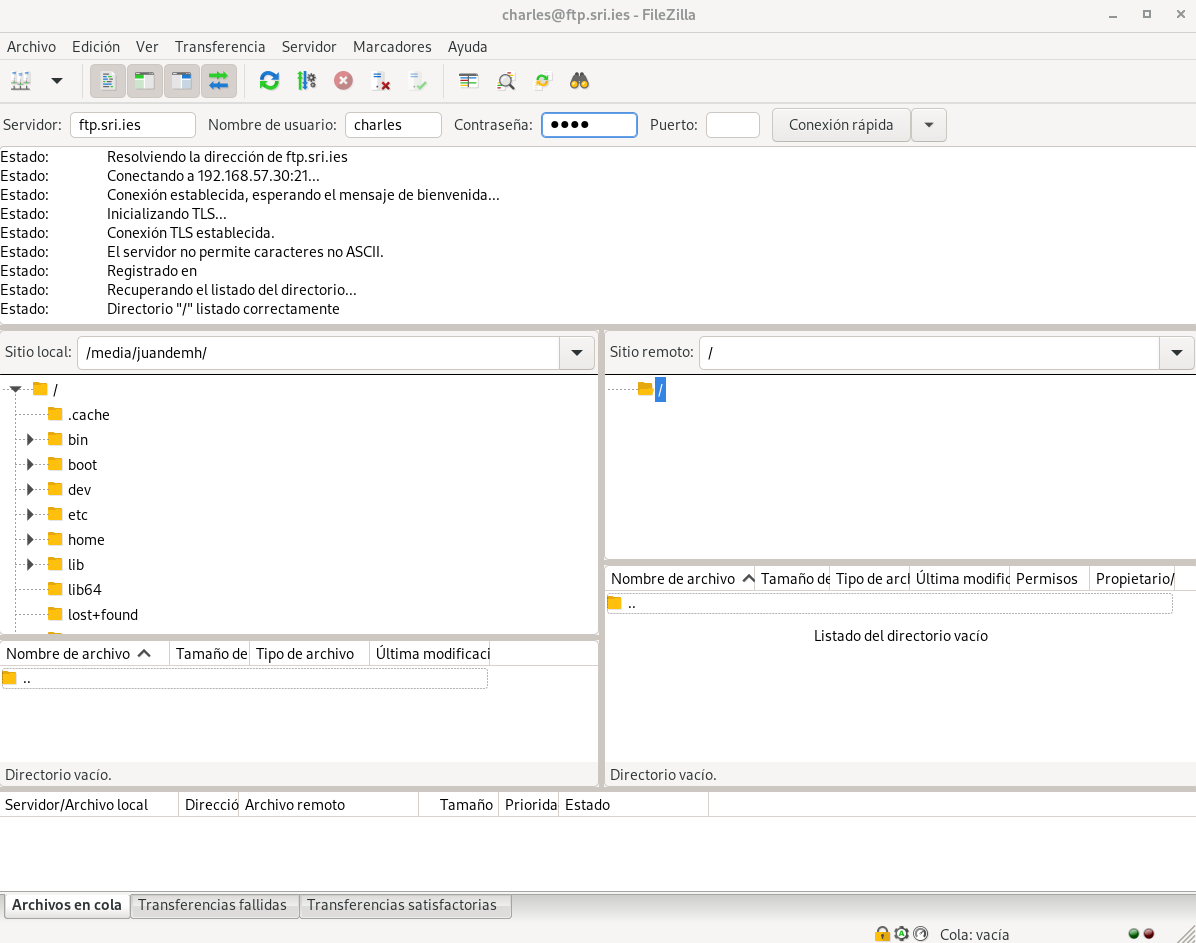 charles@ftp.sri.ies - FileZilla
Archivo Edición Ver Transferencia Servidor Marcadores Ayuda
Servidor: ftp.sri.ies Nombre de usuario: charles Contraseña: ●●●● Puerto: Conexión rápida
Estado: Resolviendo la dirección de ftp.sri.ies
Estado: Conectando a 192.168.57.30:21...
Estado: Conexión establecida, esperando el mensaje de bienvenida...
Estado: Inicializando TLS...
Estado: Conexión TLS establecida.
Estado: El servidor no permite caracteres no ASCII.
Estado: Registrado en
Estado: Recuperando el listado del directorio...
Estado: Directorio "/" listado correctamente
Sitio local: /media/juandemh/
/
.cache
bin
boot
dev
etc
home
lib
lib64
lost+found
Nombre de archivo Tamaño de Tipo de archivo Última modificaci
..
Directorio vacío.
Sitio remoto: /
/
Nombre de archivo Tamaño de Tipo de arcl Última modific Permisos Propietario/
..
Listado del directorio vacío
Directorio vacío.
Servidor/Archivo local Direcció Archivo remoto Tamaño Priorida Estado
Archivos en cola Transferencias fallidas Transferencias satisfactorias
Cola: vacía